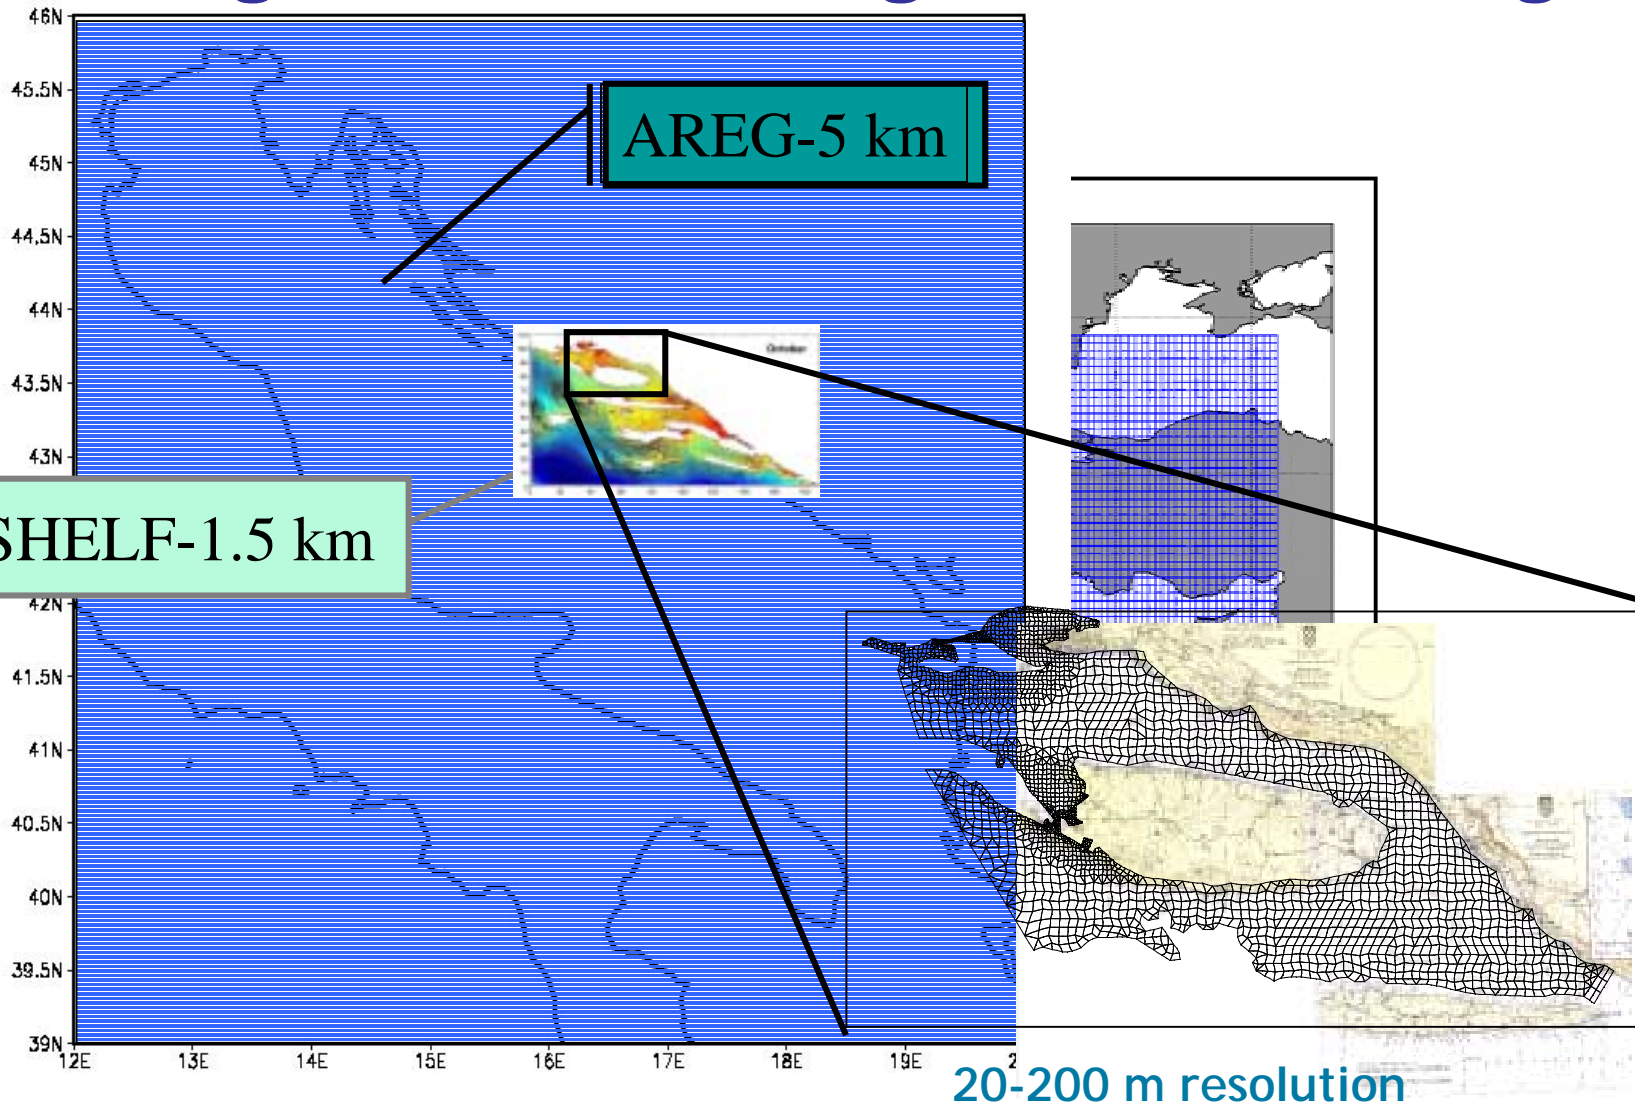 46N
45.5N
AREG-5 km
45N
44.5N
44N
October
43.5N
43N
SHELF-1.5 km
42N
41.5N
41N
40.5N
40N
39.5N
39N
12E 13E 14E 15E 16E 17E 18E 19E 2
20-200 m resolution